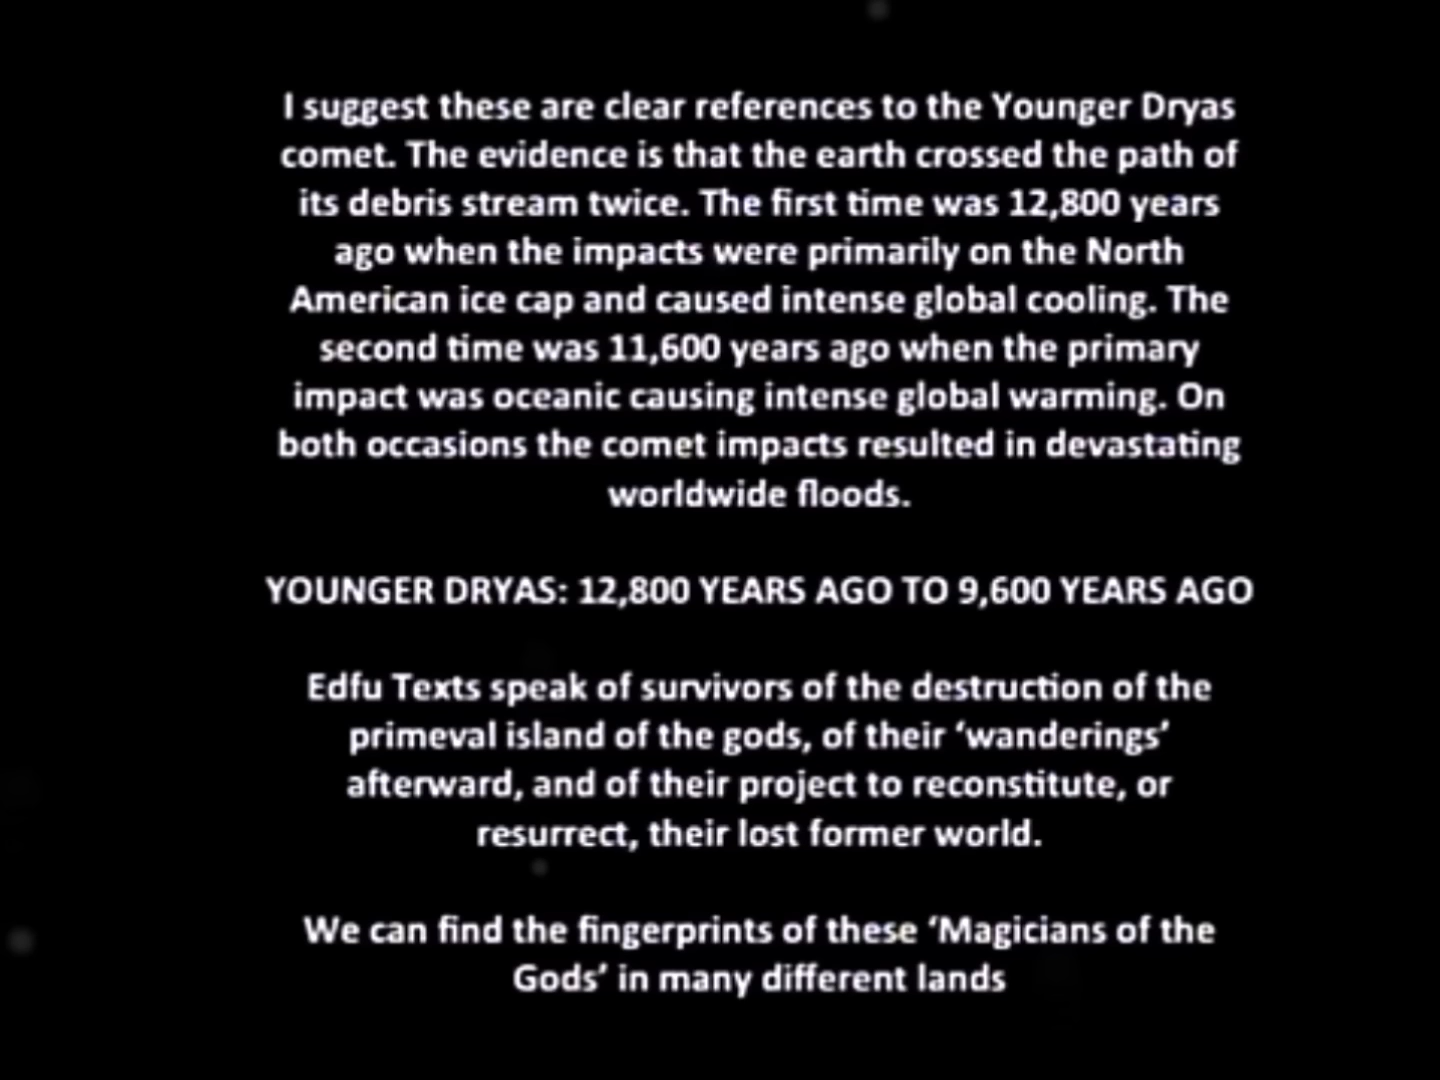 I suggest these are clear references to the Younger Dryas
comet. The evidence is that the earth crossed the path of
its debris stream twice. The first time was 12,800 years
ago when the impacts were primarily on the North
American ice cap and caused intense global cooling. The
second time was 11,600 years ago when the primary
impact was oceanic causing intense global warming. On
both occasions the comet impacts resulted in devastating
worldwide floods.
YOUNGER DRYAS: 12,800 YEARS AGO TO 9,600 YEARS AGO
Edfu Texts speak of survivors of the destruction of the
primeval island of the gods, of their ‘wanderings’
afterward, and of their project to reconstitute, or
resurrect, their lost former world.
We can find the fingerprints of these ‘Magicians of the
Gods’ in many different lands